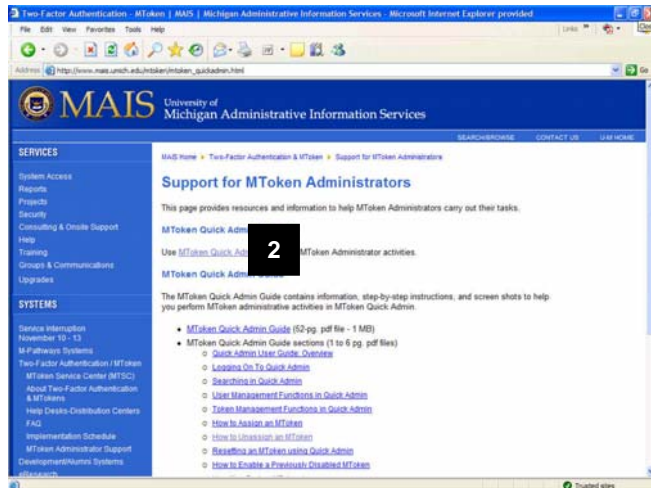 Two-Factor Authentication - MToken | MAIS | Michigan Administrative Information Services - Microsoft Internet Explorer provided
File Edit View Favorites Tools Help
Links
Address http://www.mais.umich.edu/mtoken/mtoken_quickadmin.html Go
MAIS University of
Michigan Administrative Information Services
SEARCH/BROWSE CONTACT US U-M HOME
SERVICES
System Access
Reports
Projects
Security
Consulting & Onsite Support
Help
Training
Groups & Communications
Upgrades
SYSTEMS
Service Interruption
November 10 - 13
M-Pathways Systems
Two-Factor Authentication / MToken
MToken Service Center (MTSC)
About Two-Factor Authentication
& MTokens
Help Desks-Distribution Centers
FAQ
Implementation Schedule
MToken Administrator Support
Development/Alumni Systems
eResearch
MAIS Home Two-Factor Authentication & MToken Support for MToken Administrators
Support for MToken Administrators
This page provides resources and information to help MToken Administrators carry out their tasks.
MToken Quick Adm
Use MToken Quick Adm 2 MToken Administrator activities.
MToken Quick Admin Guide
The MToken Quick Admin Guide contains information, step-by-step instructions, and screen shots to help
you perform MToken administrative activities in MToken Quick Admin.
• MToken Quick Admin Guide (52-pg. pdf file - 1 MB)
• MToken Quick Admin Guide sections (1 to 6 pg. pdf files)
Quick Admin User Guide: Overview
Logging On To Quick Admin
Searching in Quick Admin
User Management Functions in Quick Admin
Token Management Functions in Quick Admin
How to Assign an MToken
How to Unassign an MToken
Resetting an MToken using Quick Admin
How to Enable a Previously Disabled MToken
Trusted sites